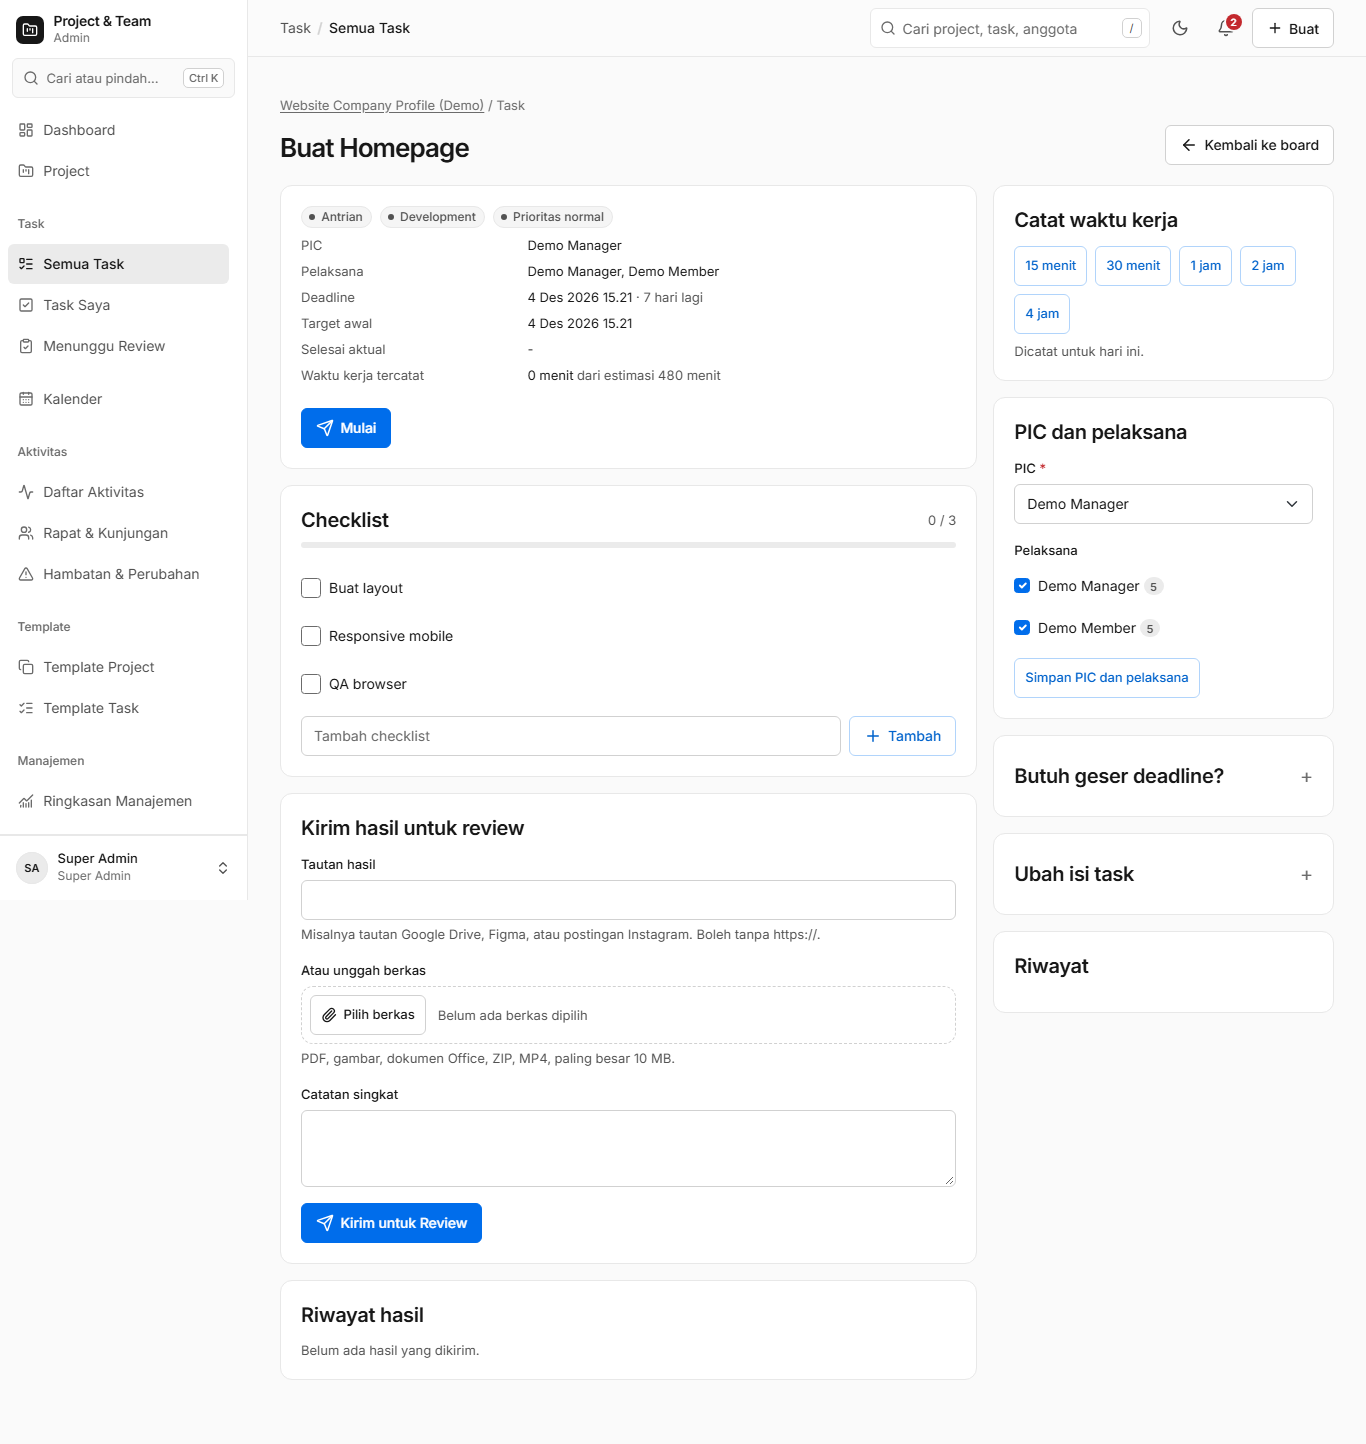 Project & Team
Admin
Cari atau pindah... Ctrl K
Dashboard
Project
Task
Semua Task
Task Saya
Menunggu Review
Kalender
Aktivitas
Daftar Aktivitas
Rapat & Kunjungan
Hambatan & Perubahan
Template
Template Project
Template Task
Manajemen
Ringkasan Manajemen
SA
Super Admin
Super Admin
Task / Semua Task
Cari project, task, anggota /
2
Buat
Website Company Profile (Demo) / Task
Buat Homepage
Kembali ke board
Antrian Development Prioritas normal
PIC Demo Manager
Pelaksana Demo Manager, Demo Member
Deadline 4 Des 2026 15.21 · 7 hari lagi
Target awal 4 Des 2026 15.21
Selesai aktual -
Waktu kerja tercatat 0 menit dari estimasi 480 menit
Mulai
Checklist 0 / 3
Buat layout
Responsive mobile
QA browser
Tambah checklist
Tambah
Kirim hasil untuk review
Tautan hasil
Misalnya tautan Google Drive, Figma, atau postingan Instagram. Boleh tanpa https://.
Atau unggah berkas
Pilih berkas Belum ada berkas dipilih
PDF, gambar, dokumen Office, ZIP, MP4, paling besar 10 MB.
Catatan singkat
Kirim untuk Review
Riwayat hasil
Belum ada hasil yang dikirim.
Catat waktu kerja
15 menit 30 menit 1 jam 2 jam
4 jam
Dicatat untuk hari ini.
PIC dan pelaksana
PIC *
Demo Manager
Pelaksana
Demo Manager 5
Demo Member 5
Simpan PIC dan pelaksana
Butuh geser deadline? +
Ubah isi task +
Riwayat